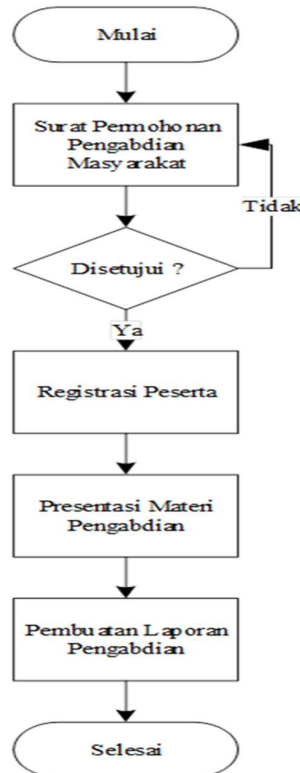 Mulai
Surat Permohonan
Pengabdian
Masyarakat
Tidak
Disetujui ?
Ya
Registrasi Peserta
Presentasi Materi
Pengabdian
Pembuatan Laporan
Pengabdian
Selesai